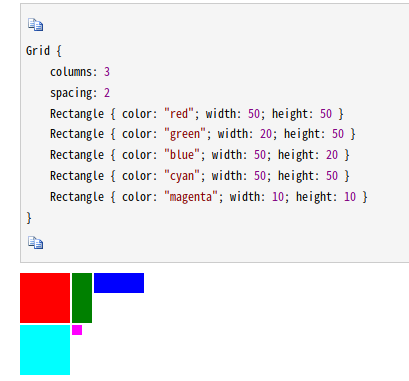 Grid {
    columns: 3
    spacing: 2
    Rectangle { color: "red"; width: 50; height: 50 }
    Rectangle { color: "green"; width: 20; height: 50 }
    Rectangle { color: "blue"; width: 50; height: 20 }
    Rectangle { color: "cyan"; width: 50; height: 50 }
    Rectangle { color: "magenta"; width: 10; height: 10 }
}